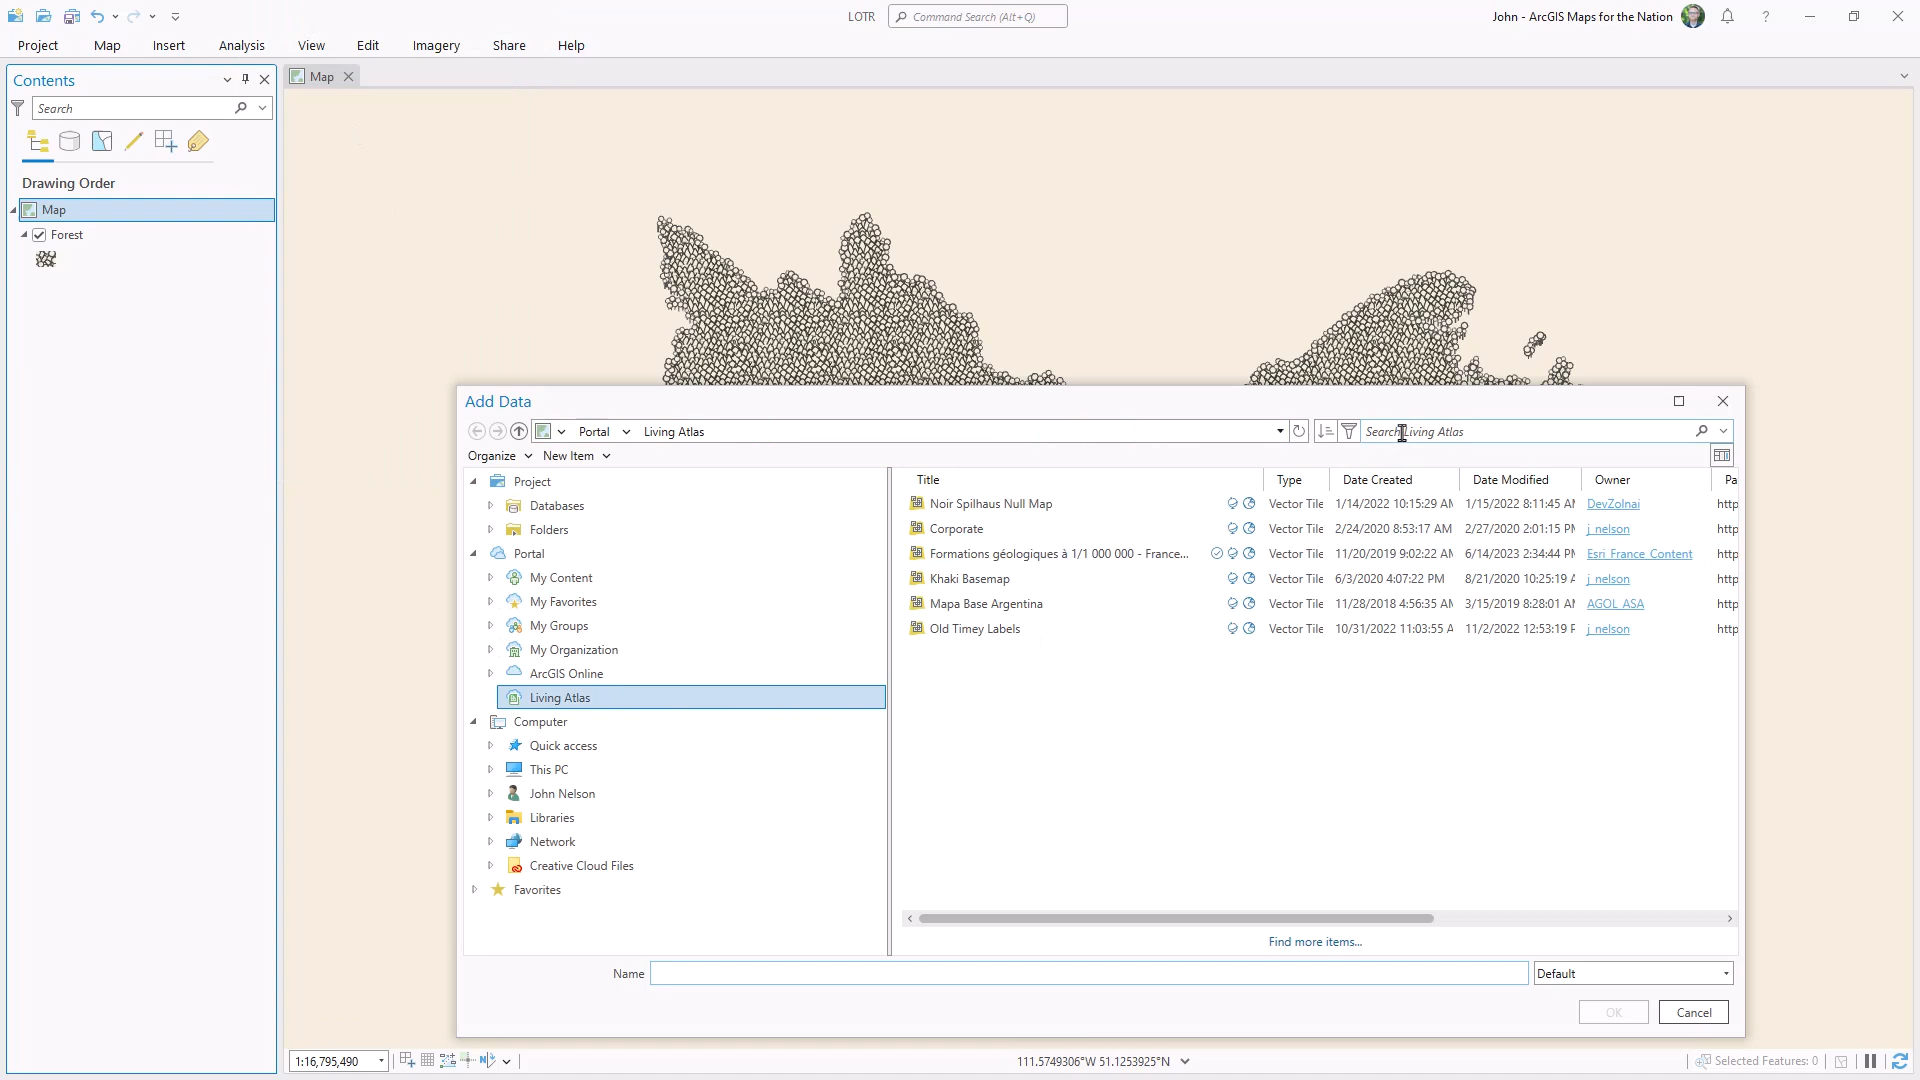 LOTR
Command Search (Alt+Q)
John - ArcGIS Maps for the Nation
?
Project Map Insert Analysis View Edit Imagery Share Help
Contents
Map
Search
Drawing Order
Map
Forest
Add Data
Portal Living Atlas
Search Living Atlas
Organize New Item
Project
Databases
Folders
Portal
My Content
My Favorites
My Groups
My Organization
ArcGIS Online
Living Atlas
Computer
Quick access
This PC
John Nelson
Libraries
Network
Creative Cloud Files
Favorites
Title Type Date Created Date Modified Owner Pa
Noir Spilhaus Null Map Vector Tile 1/14/2022 10:15:29 AM 1/15/2022 8:11:45 AM DevZolnai http
Corporate Vector Tile 2/24/2020 8:53:17 AM 2/27/2020 2:01:15 PM j_nelson http
Formations géologiques à 1/1 000 000 - France... Vector Tile 11/20/2019 9:02:22 AM 6/14/2023 2:34:44 PM Esri_France_Content http
Khaki Basemap Vector Tile 6/3/2020 4:07:22 PM 8/21/2020 10:25:19 A j_nelson http
Mapa Base Argentina Vector Tile 11/28/2018 4:56:35 AM 3/15/2019 8:28:01 AM AGOL_ASA http
Old Timey Labels Vector Tile 10/31/2022 11:03:55 A 11/2/2022 12:53:19 P j_nelson http
Find more items...
Name
Default
OK Cancel
1:16,795,490
111.5749306°W 51.1253925°N
Selected Features: 0